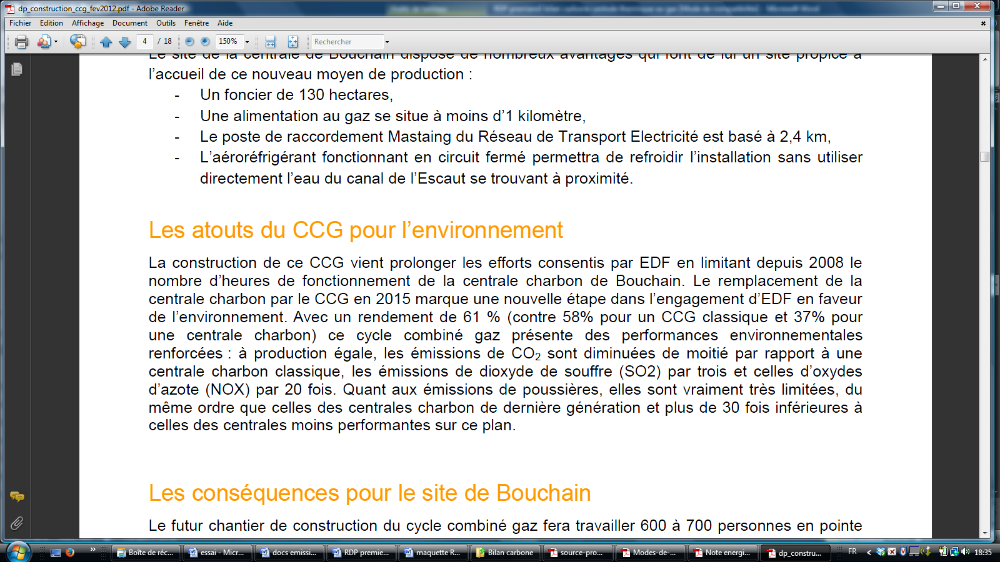 dp_construction_ccg_fev2012.pdf - Adobe Reader
Fichier Edition Affichage Document Outils Fenêtre Aide
4 / 18 150% Rechercher
Le site de la centrale de Bouchain dispose de nombreux avantages qui font de lui un site propice à
l’accueil de ce nouveau moyen de production :
- Un foncier de 130 hectares,
- Une alimentation au gaz se situe à moins d’1 kilomètre,
- Le poste de raccordement Mastaing du Réseau de Transport Electricité est basé à 2,4 km,
- L’aéroréfrigérant fonctionnant en circuit fermé permettra de refroidir l’installation sans utiliser
directement l’eau du canal de l’Escaut se trouvant à proximité.
Les atouts du CCG pour l’environnement
La construction de ce CCG vient prolonger les efforts consentis par EDF en limitant depuis 2008 le
nombre d’heures de fonctionnement de la centrale charbon de Bouchain. Le remplacement de la
centrale charbon par le CCG en 2015 marque une nouvelle étape dans l’engagement d’EDF en faveur
de l’environnement. Avec un rendement de 61 % (contre 58% pour un CCG classique et 37% pour
une centrale charbon) ce cycle combiné gaz présente des performances environnementales
renforcées : à production égale, les émissions de CO₂ sont diminuées de moitié par rapport à une
centrale charbon classique, les émissions de dioxyde de souffre (SO2) par trois et celles d’oxydes
d’azote (NOX) par 20 fois. Quant aux émissions de poussières, elles sont vraiment très limitées, du
même ordre que celles des centrales charbon de dernière génération et plus de 30 fois inférieures à
celles des centrales moins performantes sur ce plan.
Les conséquences pour le site de Bouchain
Le futur chantier de construction du cycle combiné gaz fera travailler 600 à 700 personnes en pointe
Boîte de réc... essai - Micr... docs emissi... RDP premie... maquette R... Bilan carbone source-pro... Modes-de-... Note energi... dp_constru... FR 18:35